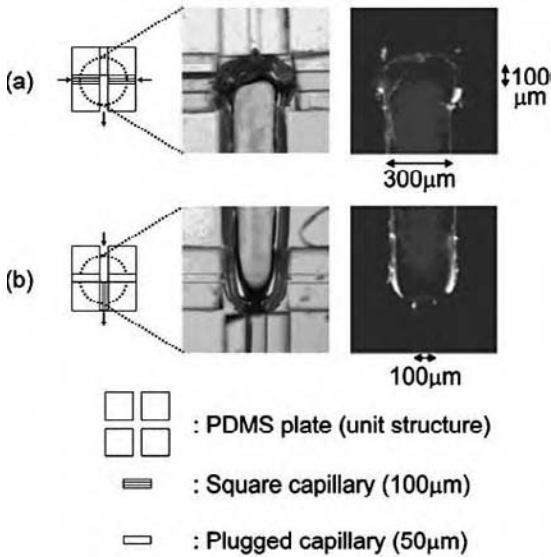 (a)
100
μm
300μm
(b)
100μm
: PDMS plate (unit structure)
: Square capillary (100μm)
: Plugged capillary (50μm)